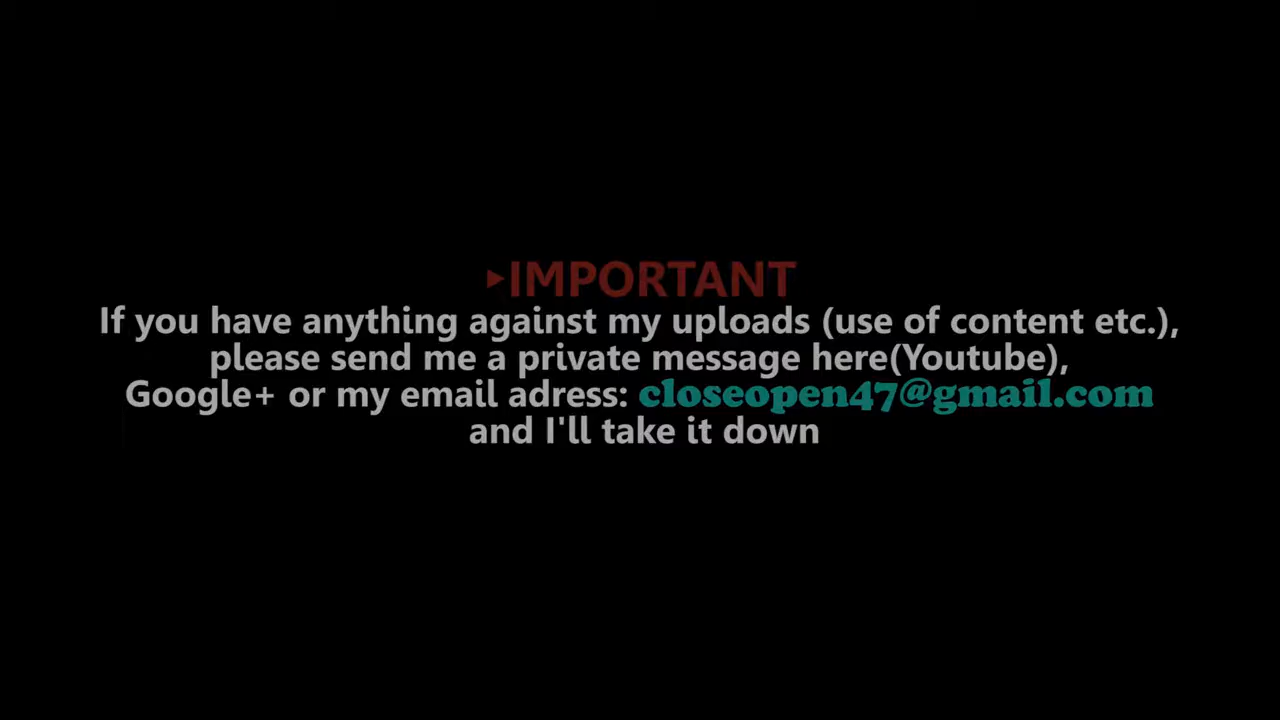 ►IMPORTANT
If you have anything against my uploads (use of content etc.),
please send me a private message here(Youtube),
Google+ or my email adress: closeopen47@gmail.com
and I'll take it down